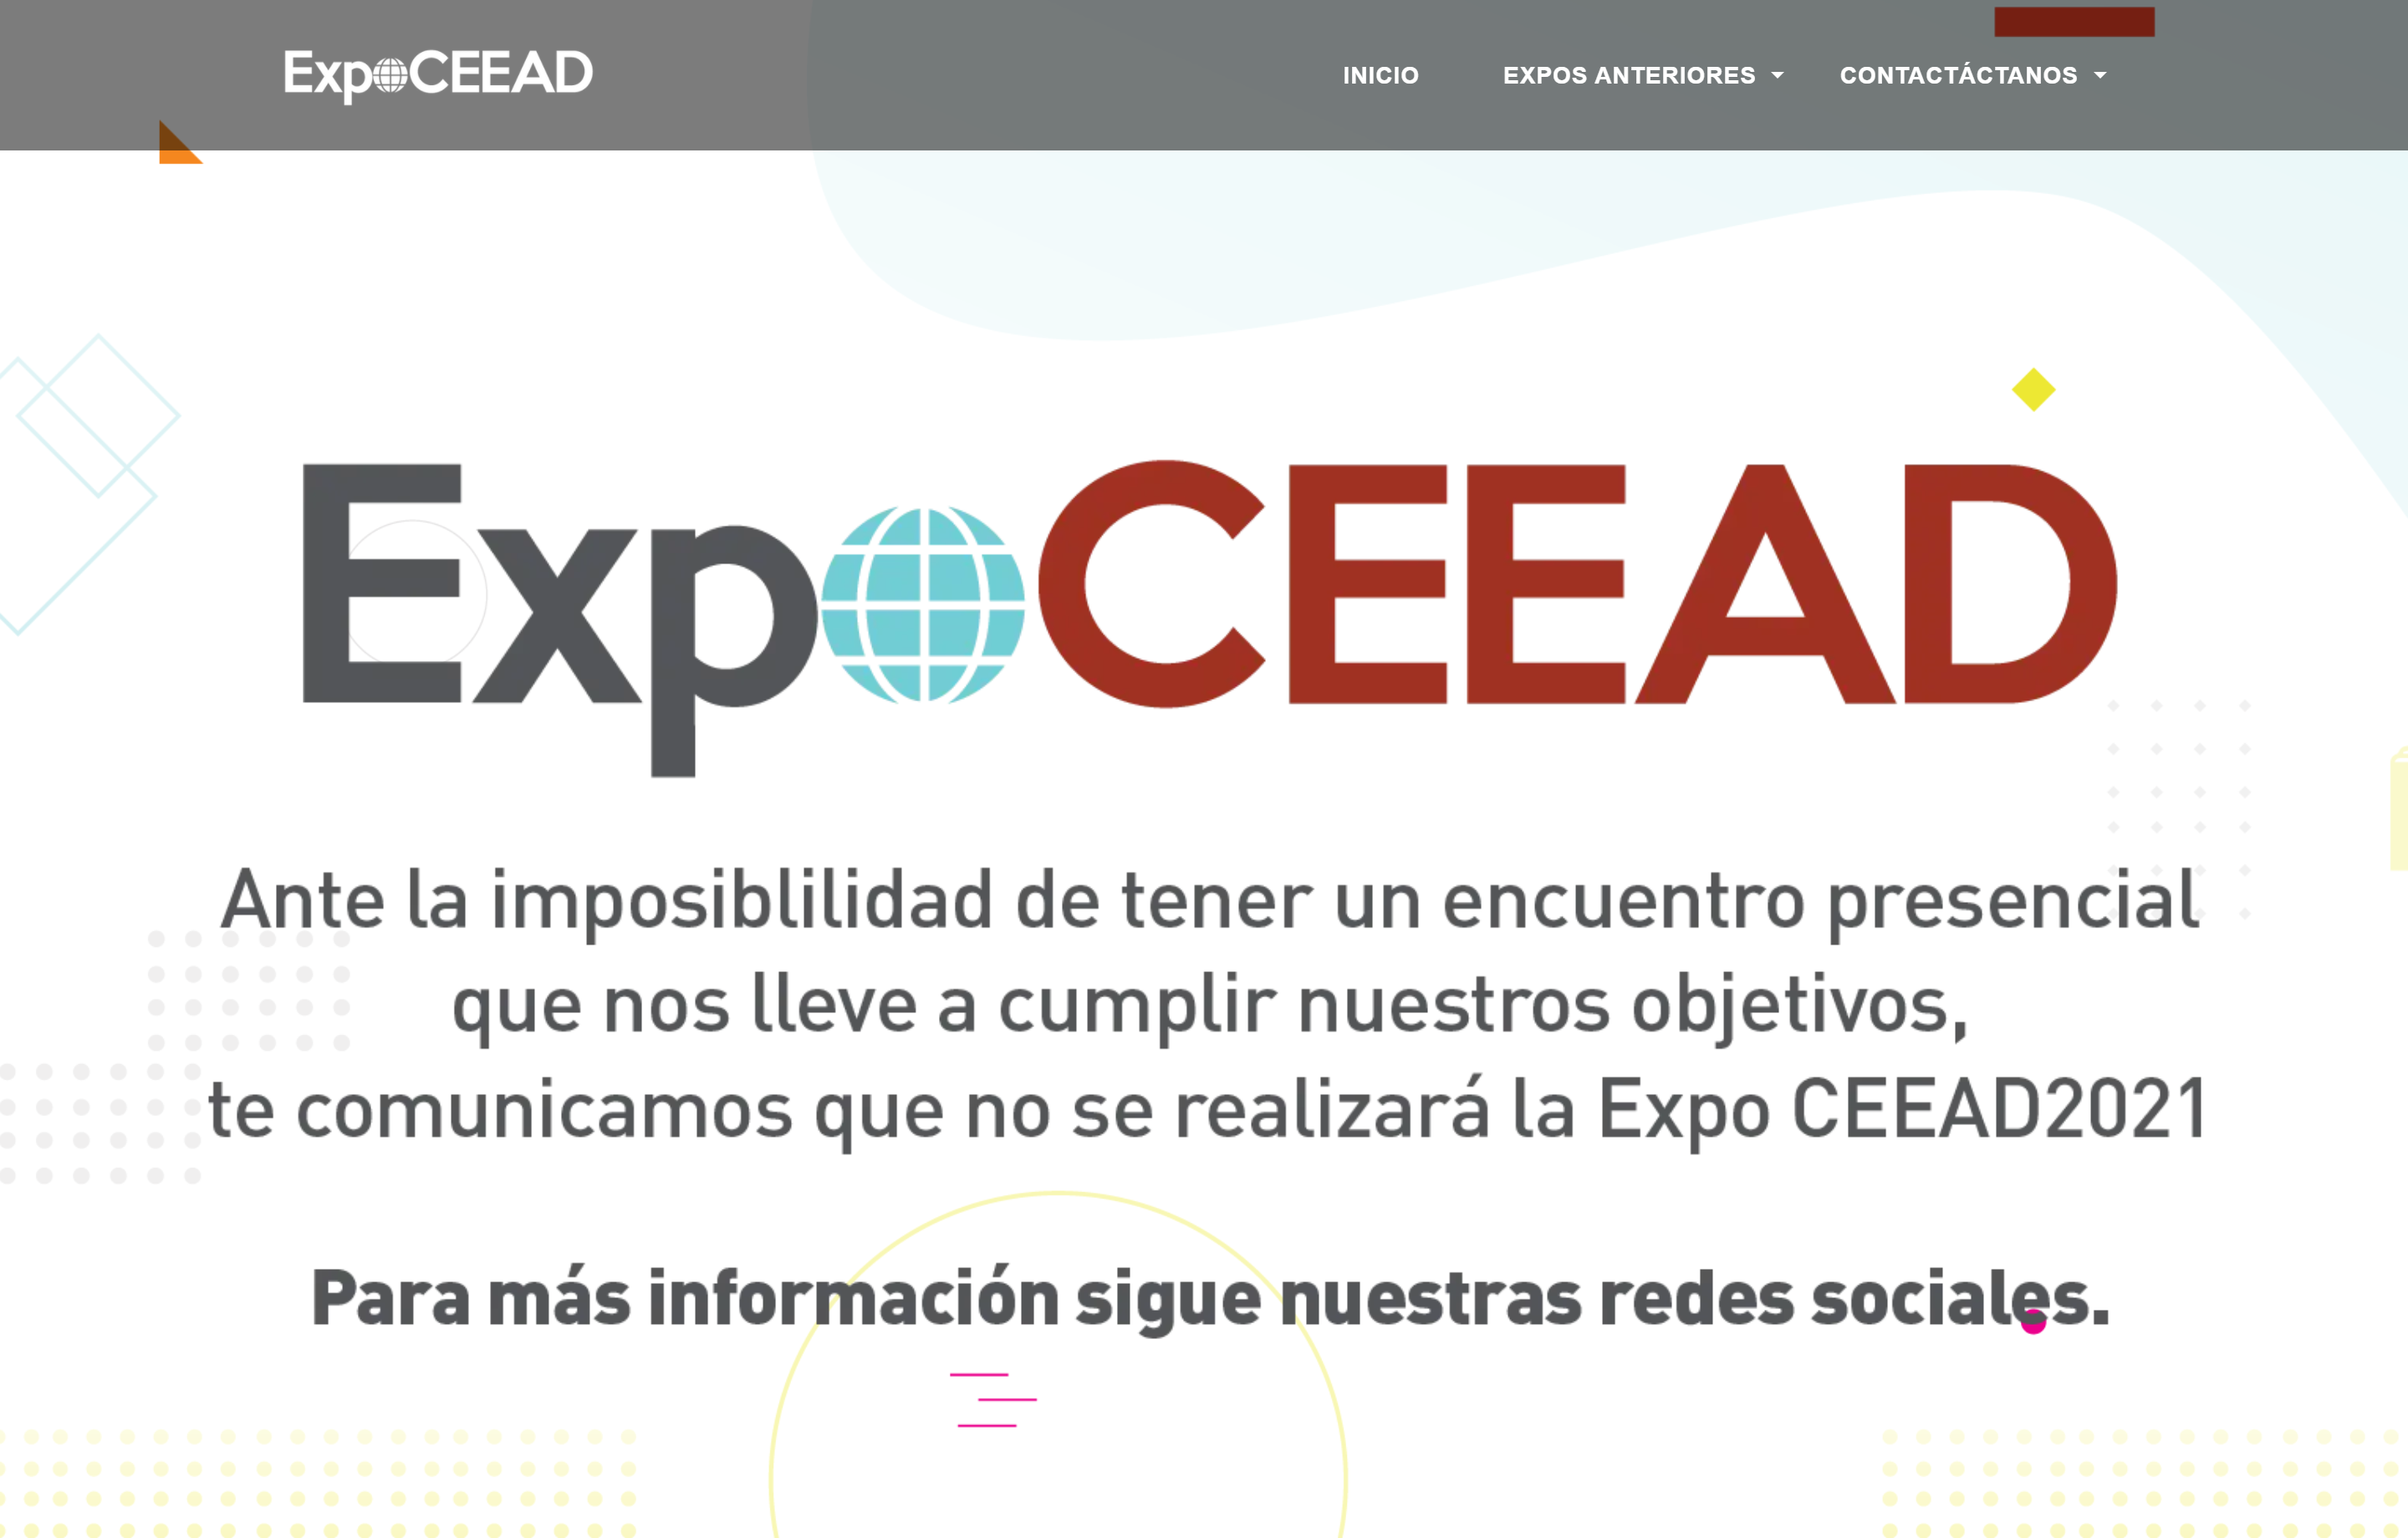 ExpoCEEAD
INICIO
EXPOS ANTERIORES
CONTACTÁCTANOS
ExpoCEEAD
Ante la imposiblilidad de tener un encuentro presencial
que nos lleve a cumplir nuestros objetivos,
te comunicamos que no se realizará la Expo CEEAD2021
Para más información sigue nuestras redes sociales.